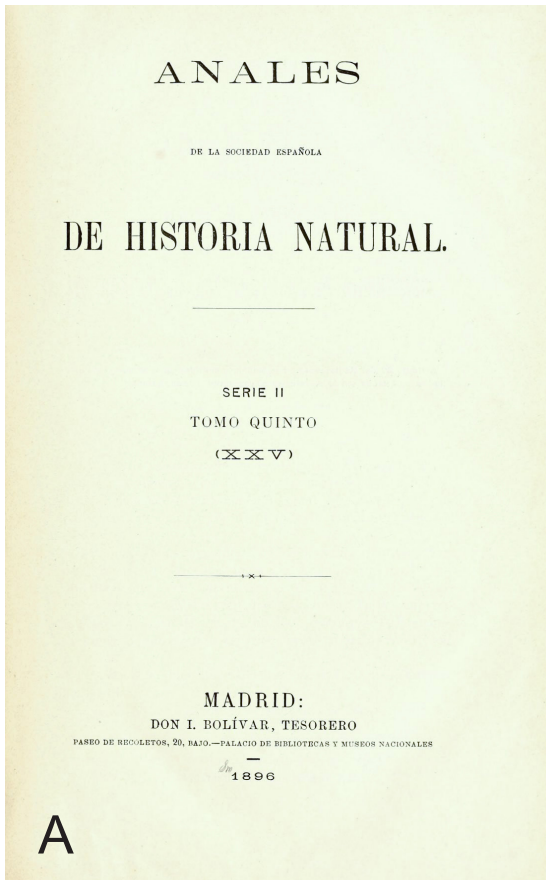 ANALES
DE LA SOCIEDAD ESPAÑOLA
DE HISTORIA NATURAL.
SERIE II
TOMO QUINTO
(XXV)
MADRID:
DON I. BOLÍVAR, TESORERO
PASEO DE RECOLETOS, 20, BAJO.—PALACIO DE BIBLIOTECAS Y MUSEOS NACIONALES
1896
A